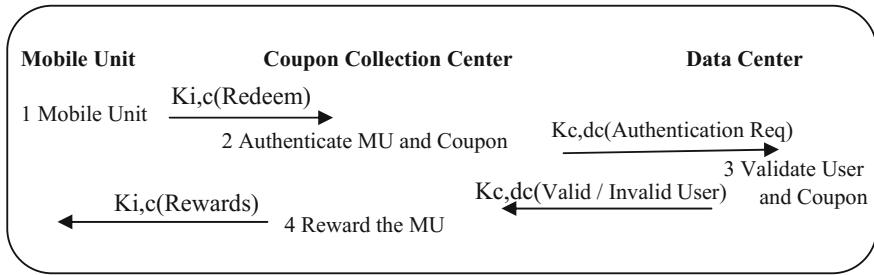 Mobile Unit Coupon Collection Center Data Center
Ki,c(Redeem)
1 Mobile Unit
2 Authenticate MU and Coupon
Kc,dc(Authentication Req)
3 Validate User
and Coupon
Kc,dc(Valid / Invalid User)
Ki,c(Rewards)
4 Reward the MU